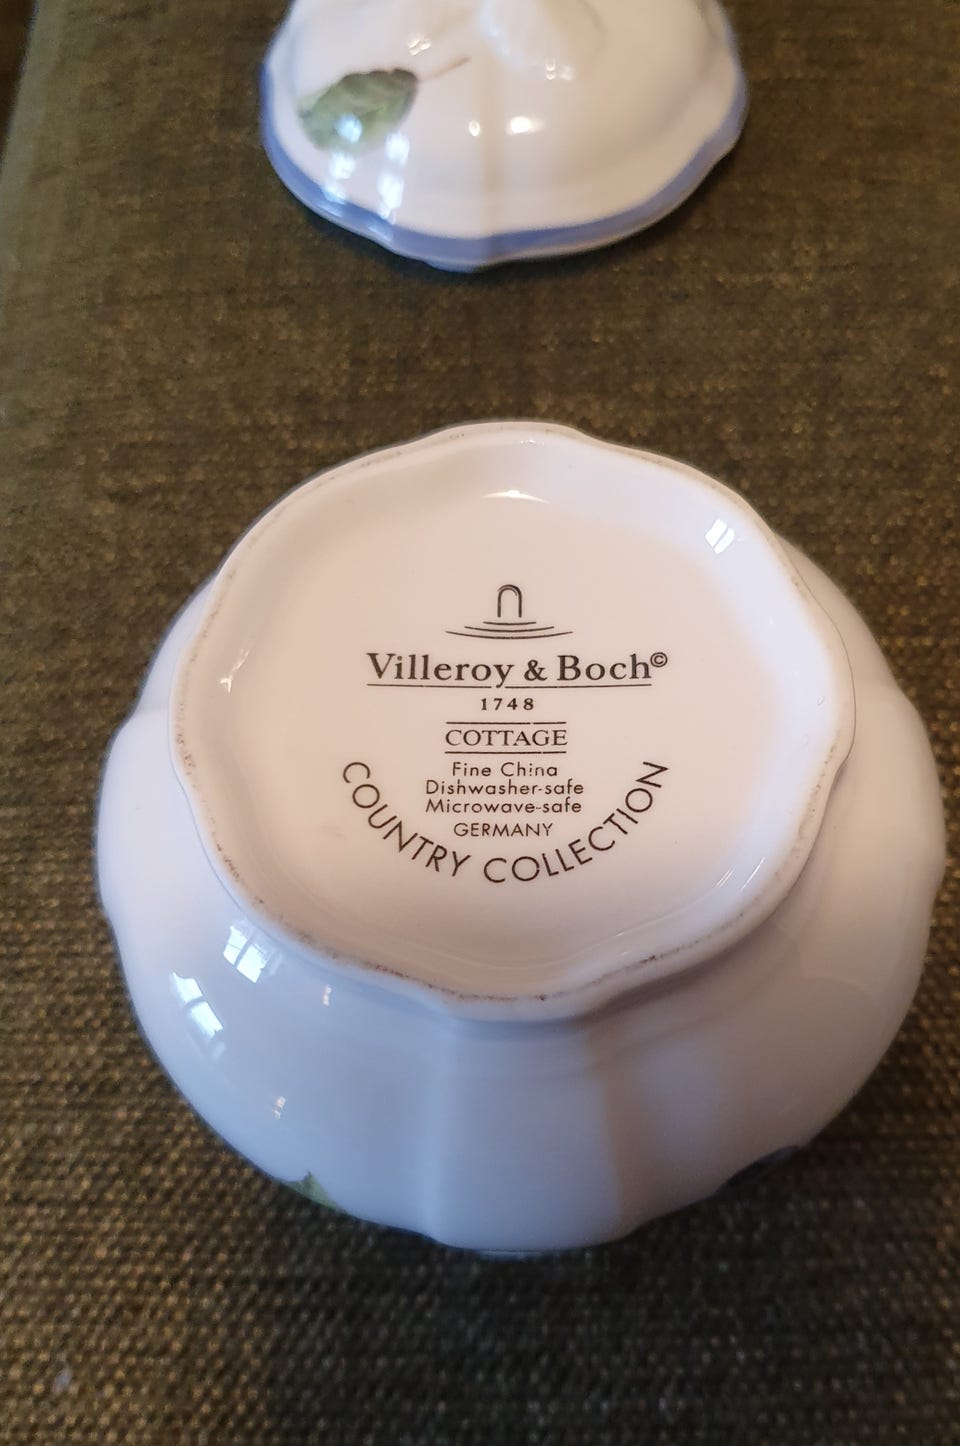 Villeroy & Boch©
1748
COTTAGE
Fine China
Dishwasher-safe
Microwave-safe
GERMANY
COUNTRY COLLECTION